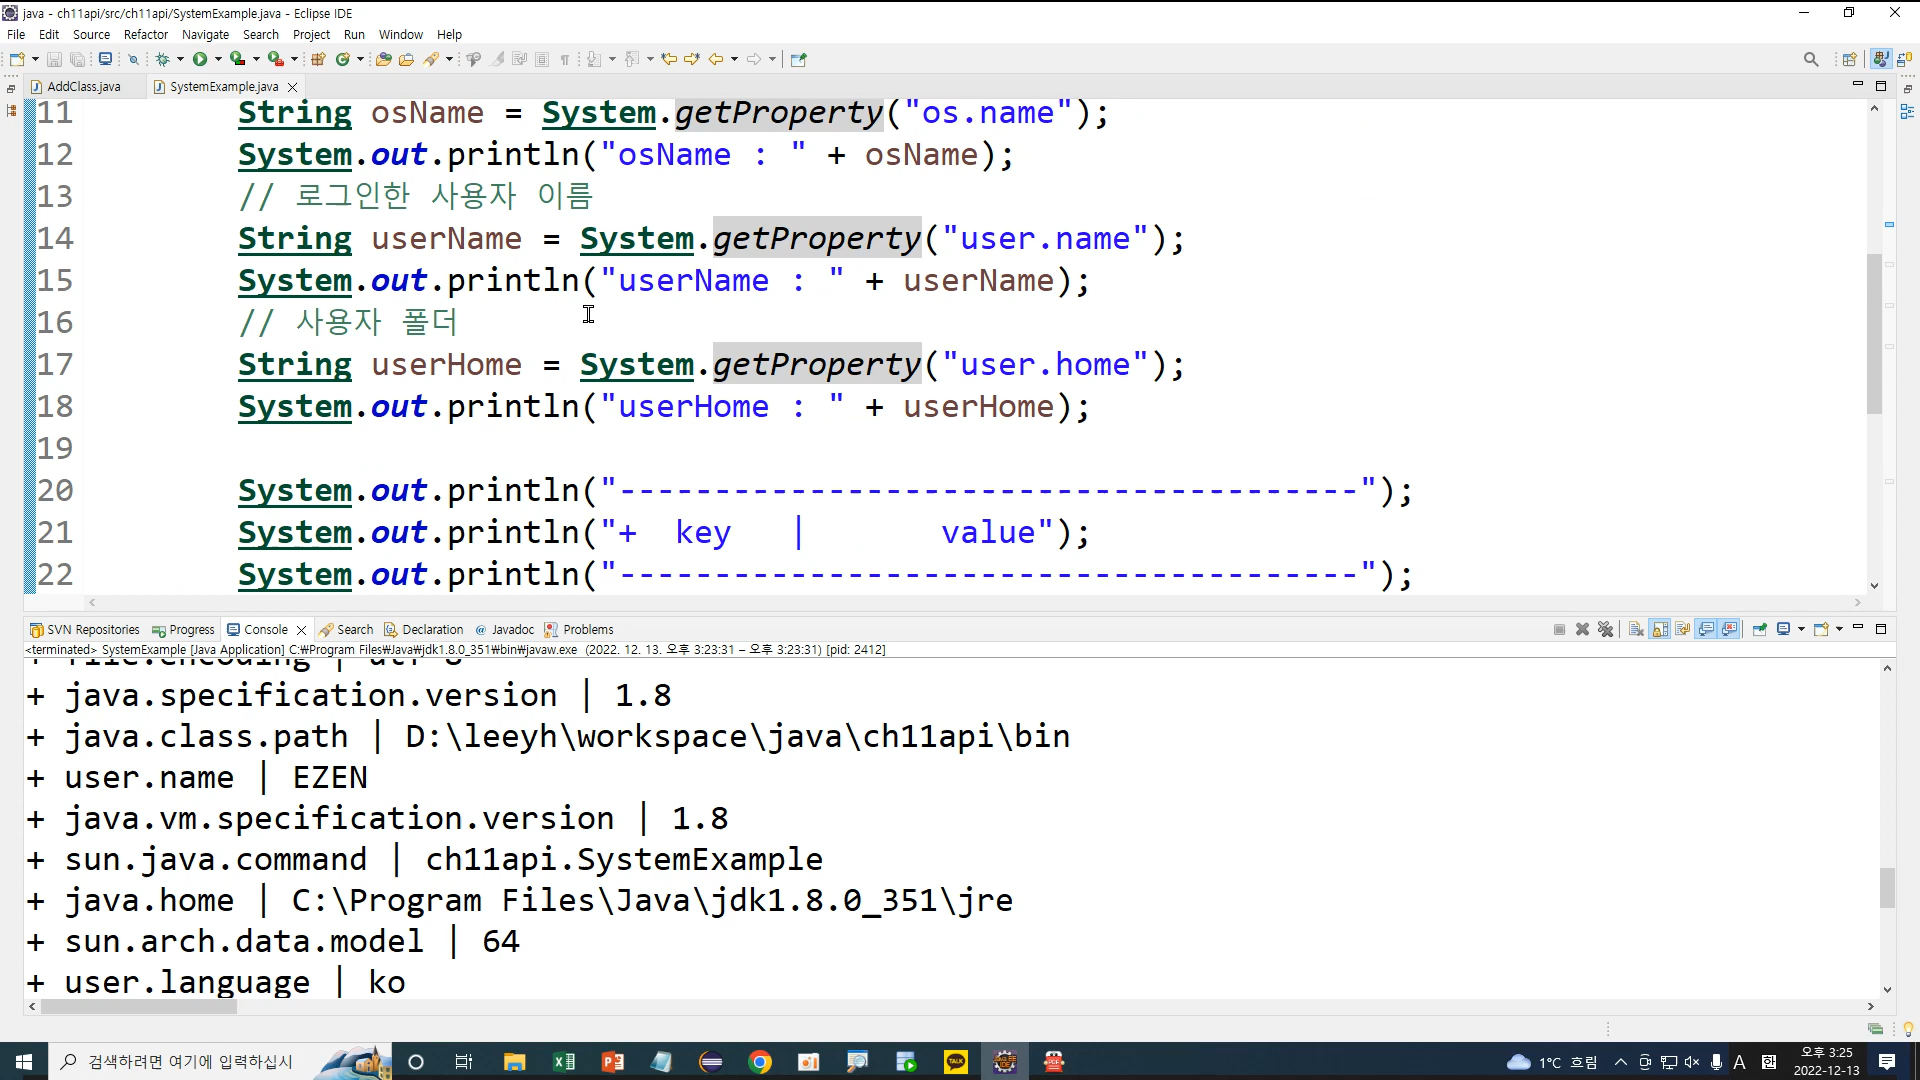 java - ch11api/src/ch11api/SystemExample.java - Eclipse IDE
File Edit Source Refactor Navigate Search Project Run Window Help
AddClass.java SystemExample.java
11 String osName = System.getProperty("os.name");
12 System.out.println("osName : " + osName);
13 // 로그인한 사용자 이름
14 String userName = System.getProperty("user.name");
15 System.out.println("userName : " + userName);
16 // 사용자 폴더
17 String userHome = System.getProperty("user.home");
18 System.out.println("userHome : " + userHome);
19
20 System.out.println("---------------------------------------");
21 System.out.println("+  key   |       value");
22 System.out.println("---------------------------------------");
SVN Repositories Progress Console Search Declaration @ Javadoc Problems
<terminated> SystemExample [Java Application] C:₩Program Files₩Java₩jdk1.8.0_351₩bin₩javaw.exe (2022. 12. 13. 오후 3:23:31 – 오후 3:23:31) [pid: 2412]
+ file.encoding | utf-8
+ java.specification.version | 1.8
+ java.class.path | D:\leeyh\workspace\java\ch11api\bin
+ user.name | EZEN
+ java.vm.specification.version | 1.8
+ sun.java.command | ch11api.SystemExample
+ java.home | C:\Program Files\Java\jdk1.8.0_351\jre
+ sun.arch.data.model | 64
+ user.language | ko
검색하려면 여기에 입력하십시
TALK
1°C 흐림
A
오후 3:25
2022-12-13